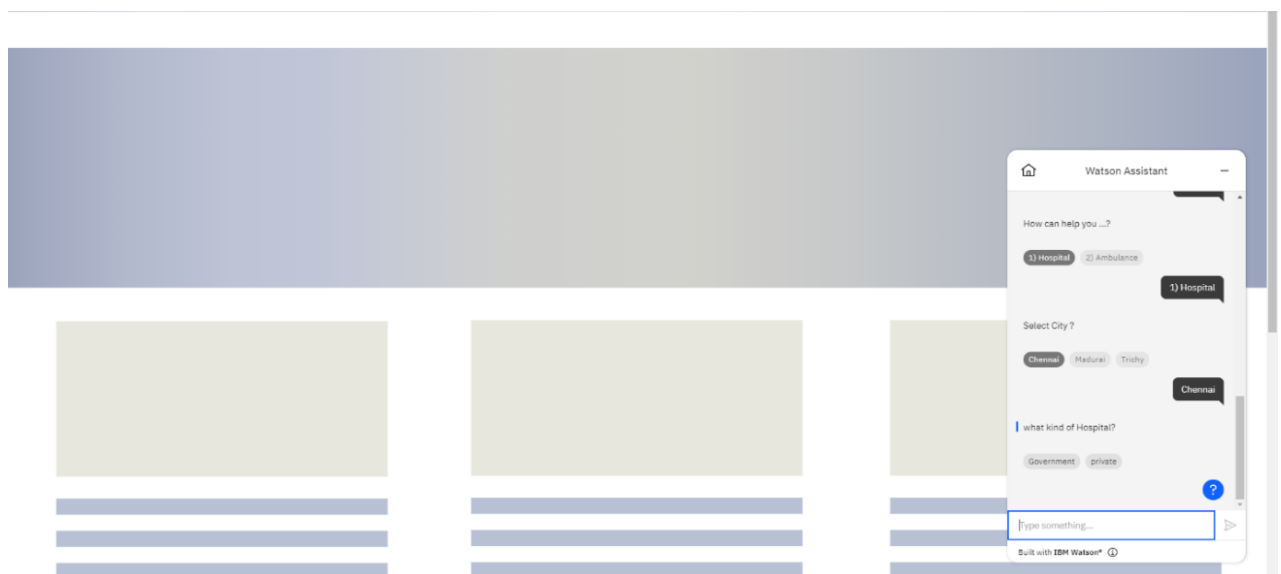 Watson Assistant
How can help you ...?
1) Hospital 2) Ambulance
1) Hospital
Select City ?
Chennai Madurai Trichy
Chennai
what kind of Hospital?
Government private
?
Type something...
Built with IBM Watson®